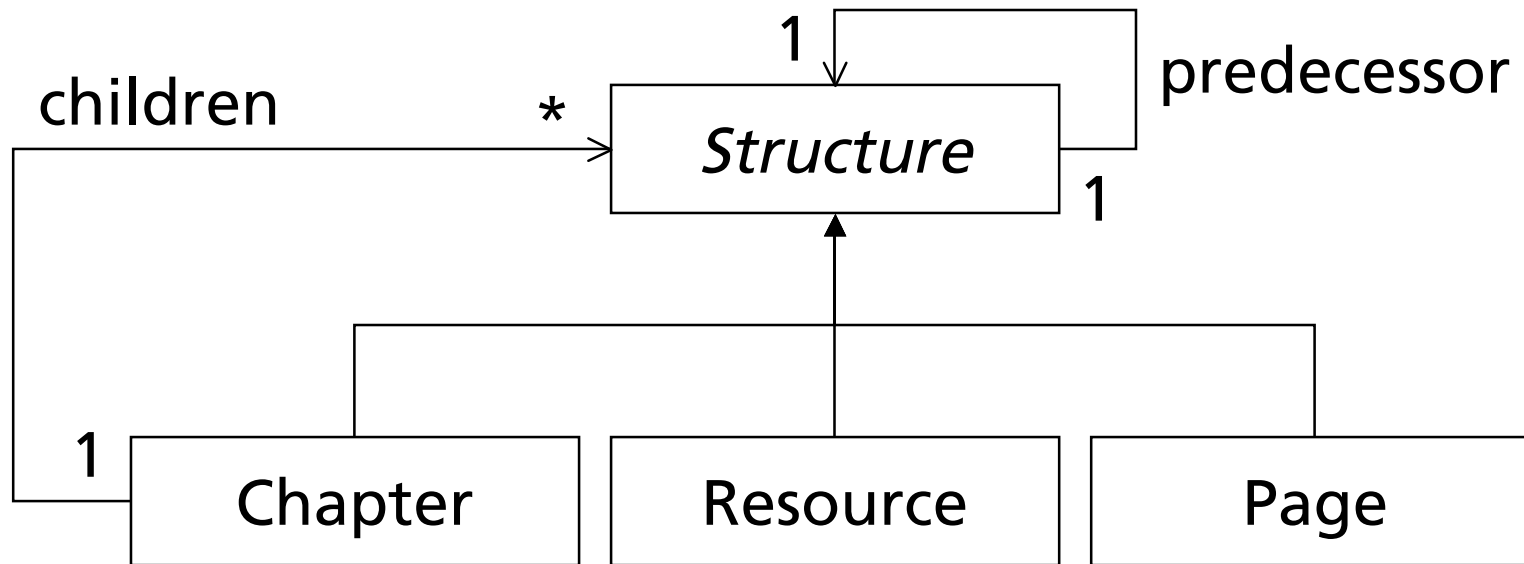 1
predecessor
children
*
Structure
1
1
Chapter
Resource
Page